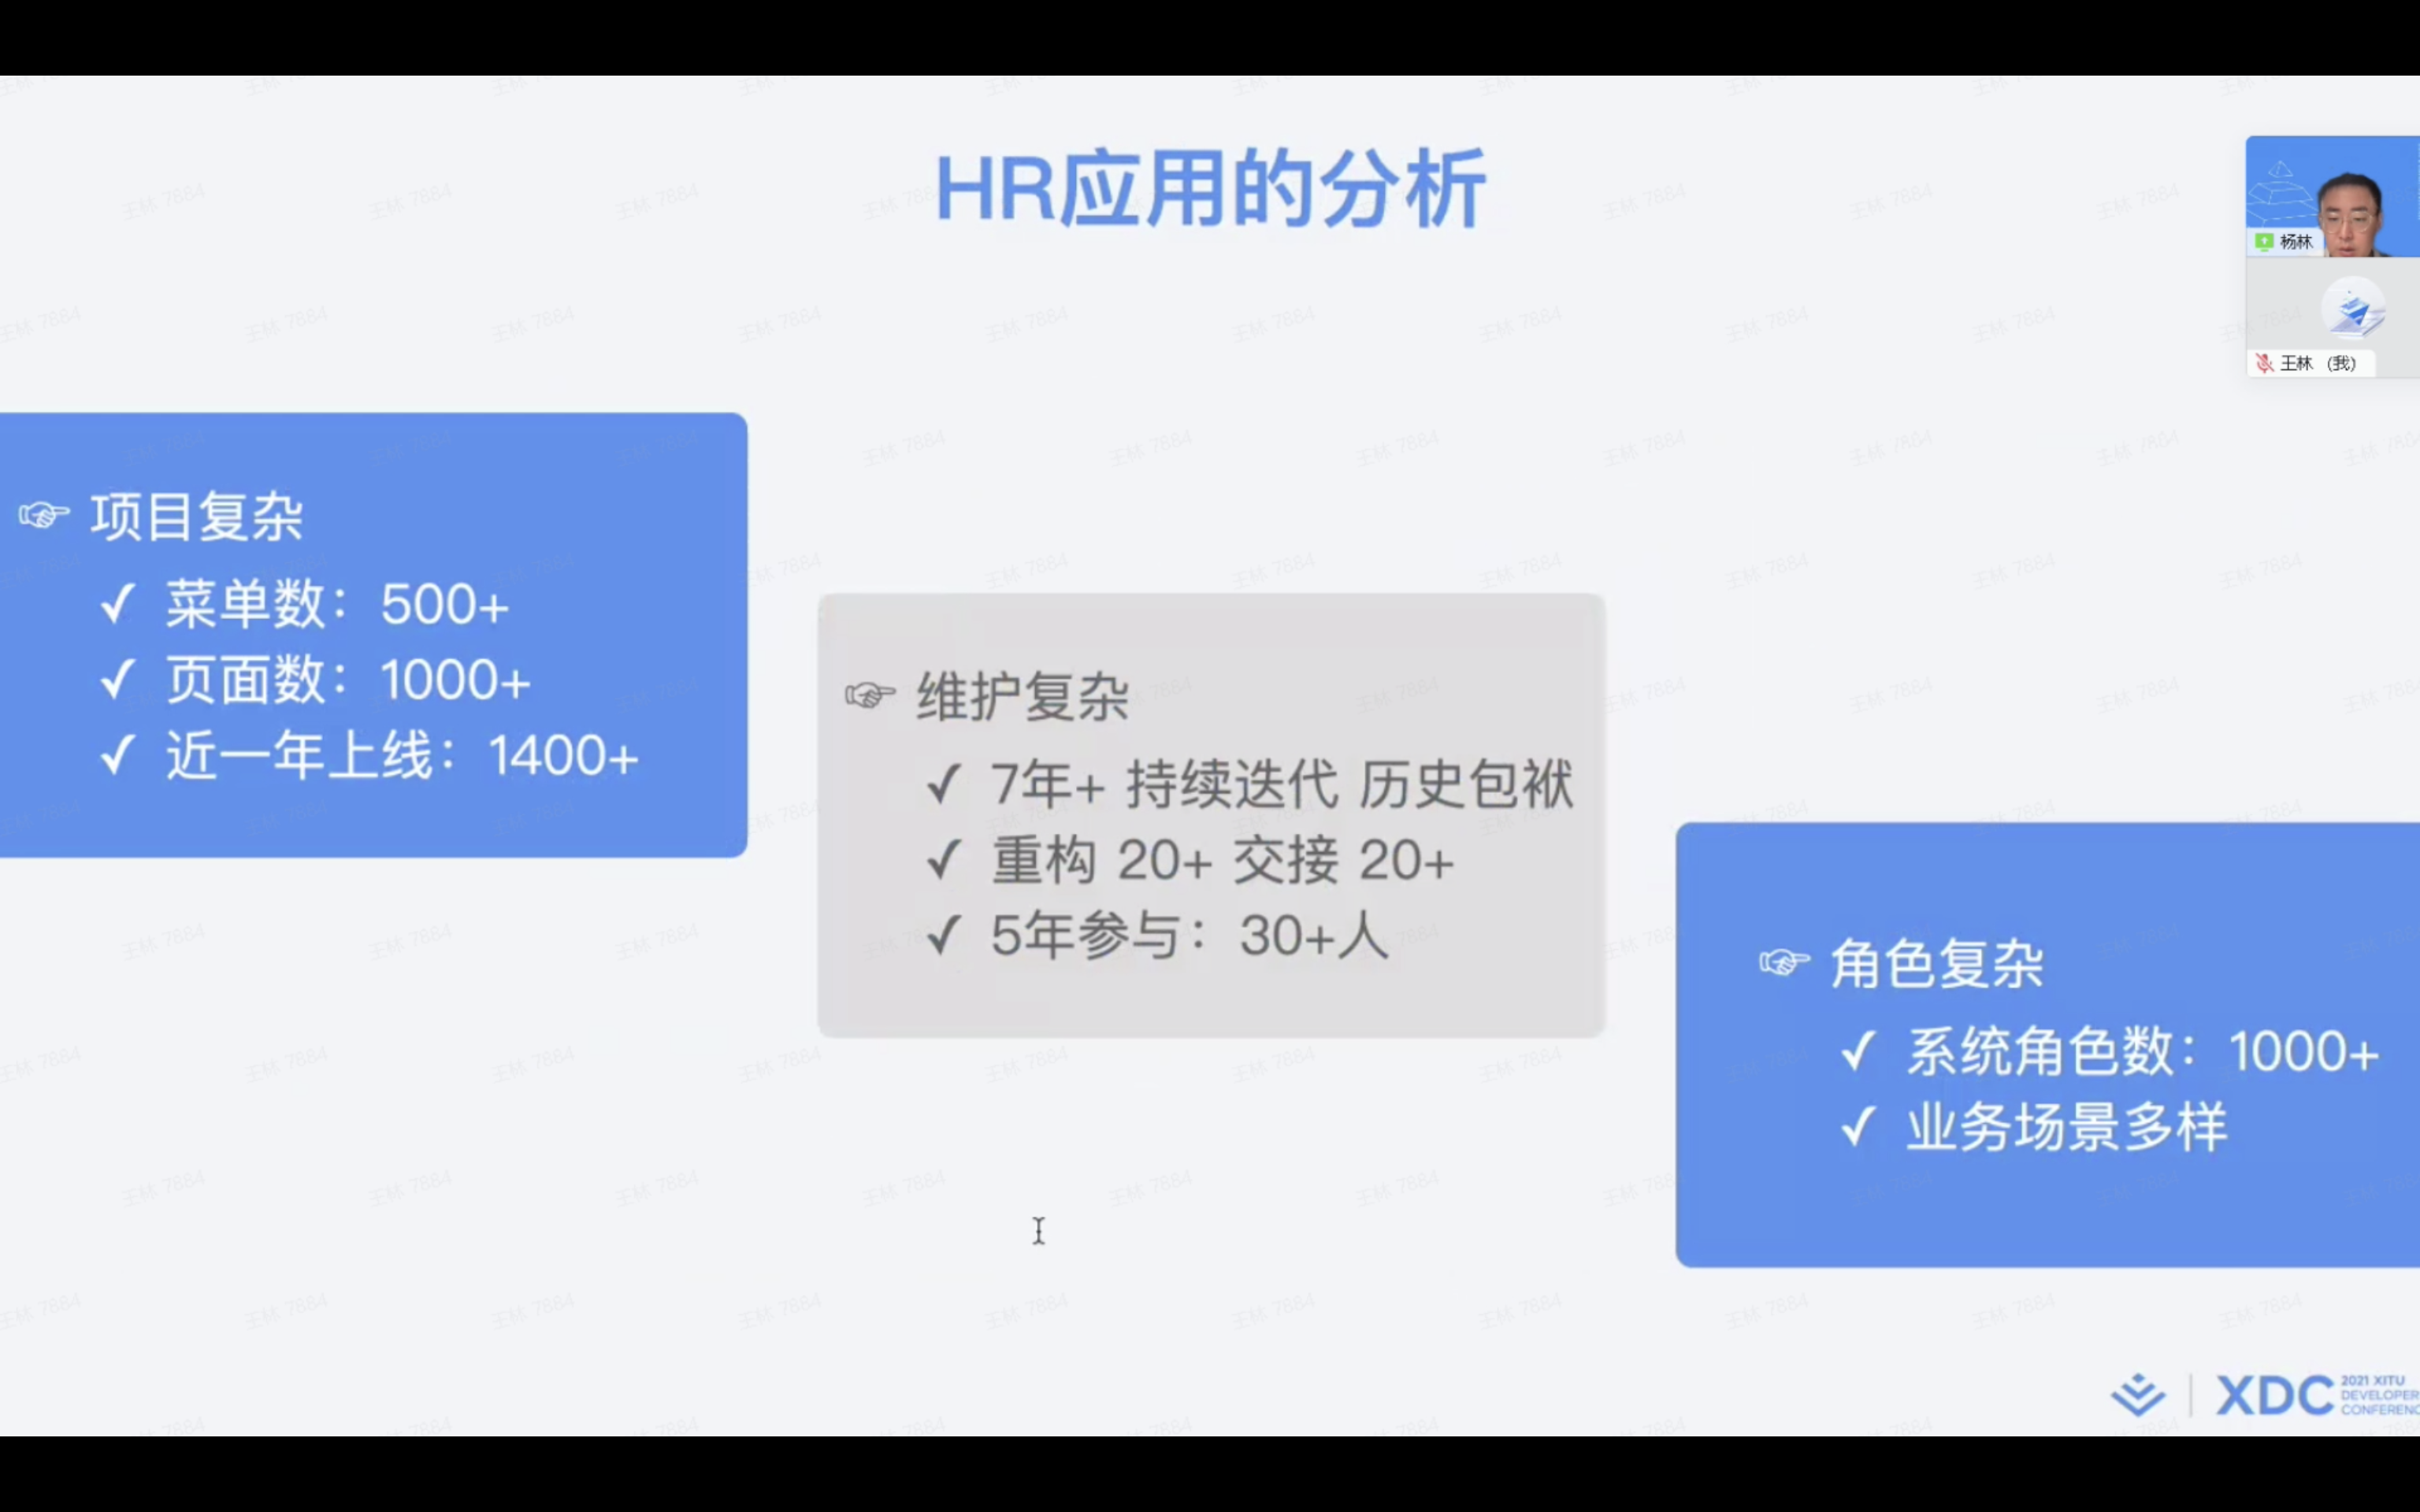 HR应用的分析
杨林
王林 (我)
☞ 项目复杂
✓ 菜单数：500+
✓ 页面数：1000+
✓ 近一年上线：1400+
☞ 维护复杂
✓ 7年+ 持续迭代 历史包袱
✓ 重构 20+ 交接 20+
✓ 5年参与：30+人
☞ 角色复杂
✓ 系统角色数：1000+
✓ 业务场景多样
XDC
2021 XITU
DEVELOPER
CONFERENC
王林 7884